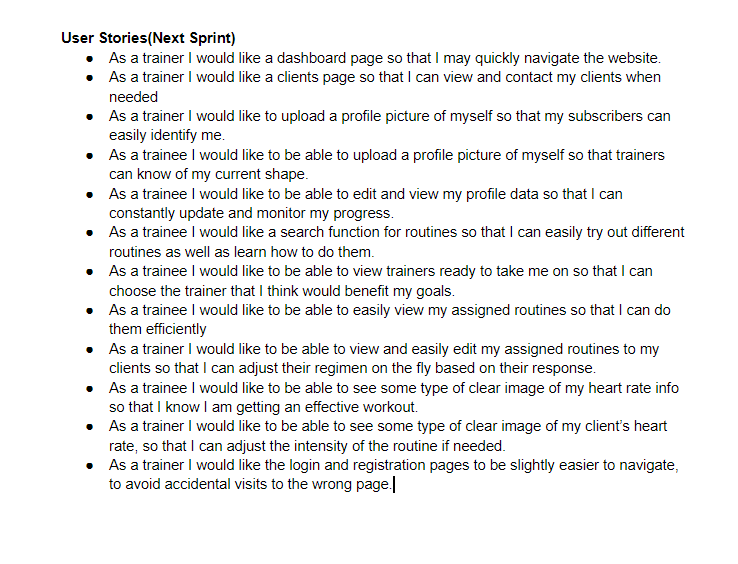 User Stories(Next Sprint)
● As a trainer I would like a dashboard page so that I may quickly navigate the website.
● As a trainer I would like a clients page so that I can view and contact my clients when
needed
● As a trainer I would like to upload a profile picture of myself so that my subscribers can
easily identify me.
● As a trainee I would like to be able to upload a profile picture of myself so that trainers
can know of my current shape.
● As a trainee I would like to be able to edit and view my profile data so that I can
constantly update and monitor my progress.
● As a trainee I would like a search function for routines so that I can easily try out different
routines as well as learn how to do them.
● As a trainee I would like to be able to view trainers ready to take me on so that I can
choose the trainer that I think would benefit my goals.
● As a trainee I would like to be able to easily view my assigned routines so that I can do
them efficiently
● As a trainer I would like to be able to view and easily edit my assigned routines to my
clients so that I can adjust their regimen on the fly based on their response.
● As a trainee I would like to be able to see some type of clear image of my heart rate info
so that I know I am getting an effective workout.
● As a trainer I would like to be able to see some type of clear image of my client's heart
rate, so that I can adjust the intensity of the routine if needed.
● As a trainer I would like the login and registration pages to be slightly easier to navigate,
to avoid accidental visits to the wrong page.